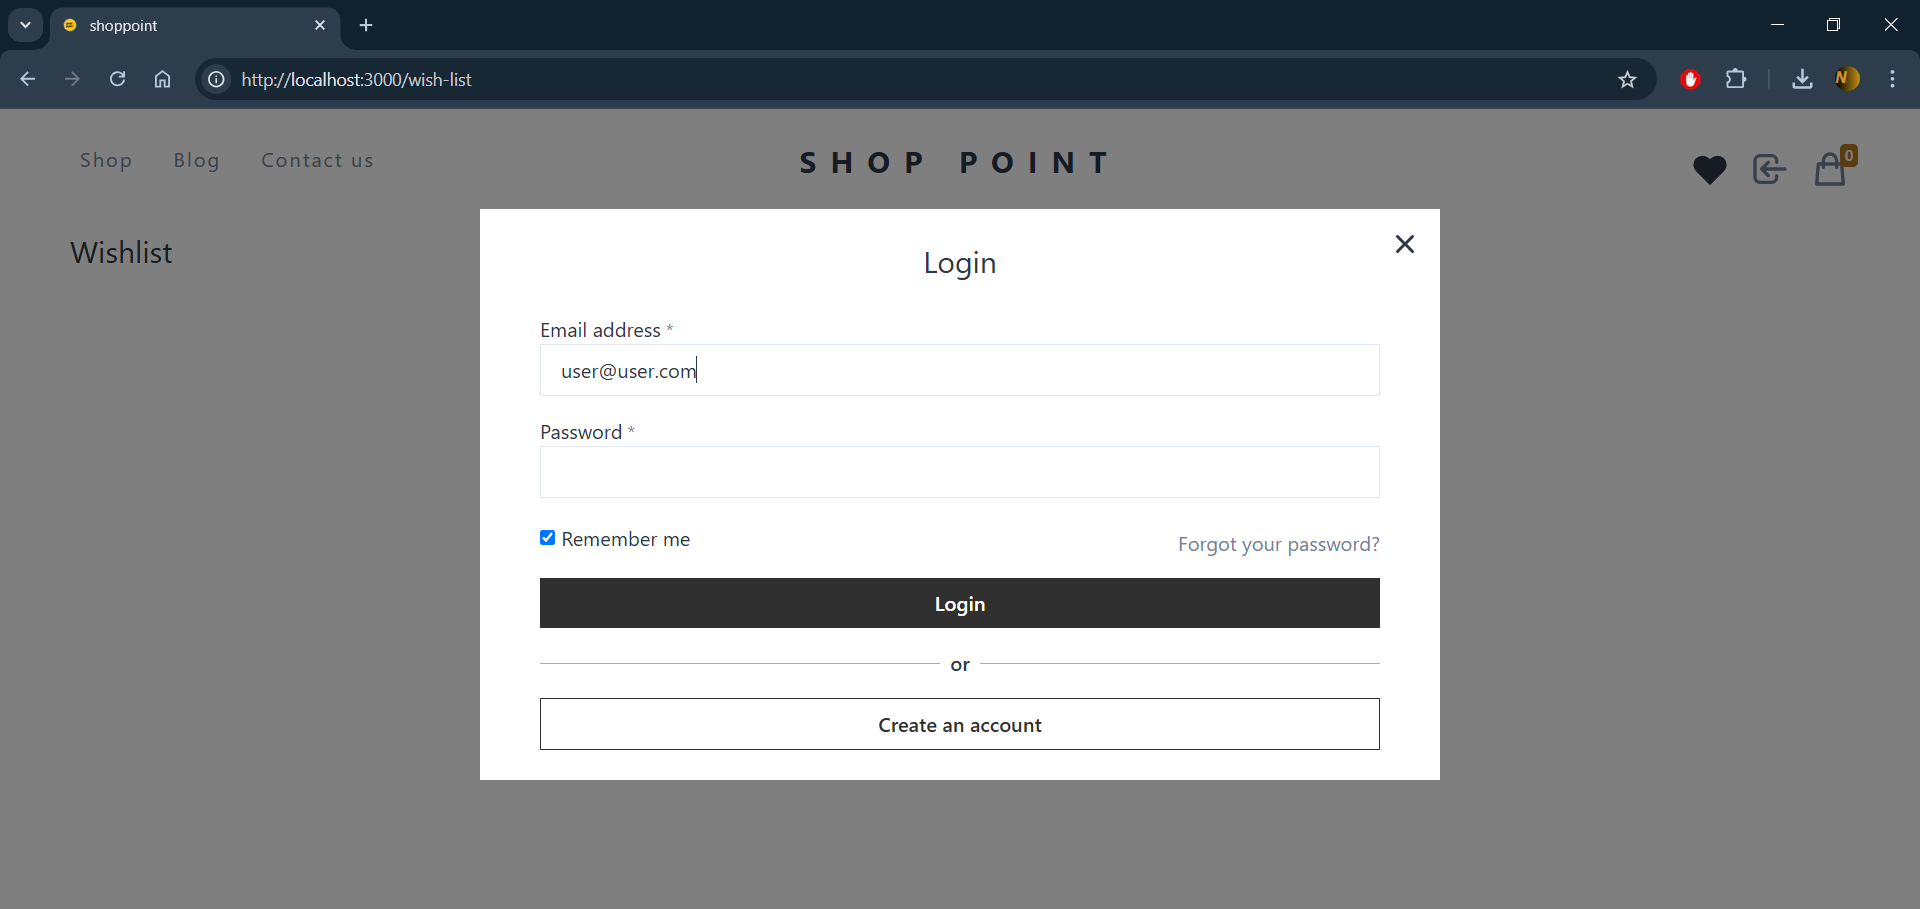 shoppoint
http://localhost:3000/wish-list
N
Shop Blog Contact us
SHOP POINT
0
Wishlist
Login
Email address *
user@user.com
Password *
Remember me
Forgot your password?
Login
or
Create an account